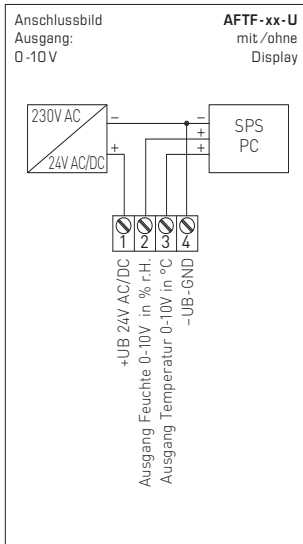 Anschlussbild
Ausgang:
0-10 V
AFTF-xx-U
mit/ohne
Display
230V AC
24V AC/DC
–
+
–
+
+
SPS
PC
1 2 3 4
+UB 24V AC/DC
Ausgang Feuchte 0-10V in % r.H.
Ausgang Temperatur 0-10V in °C
–UB-GND